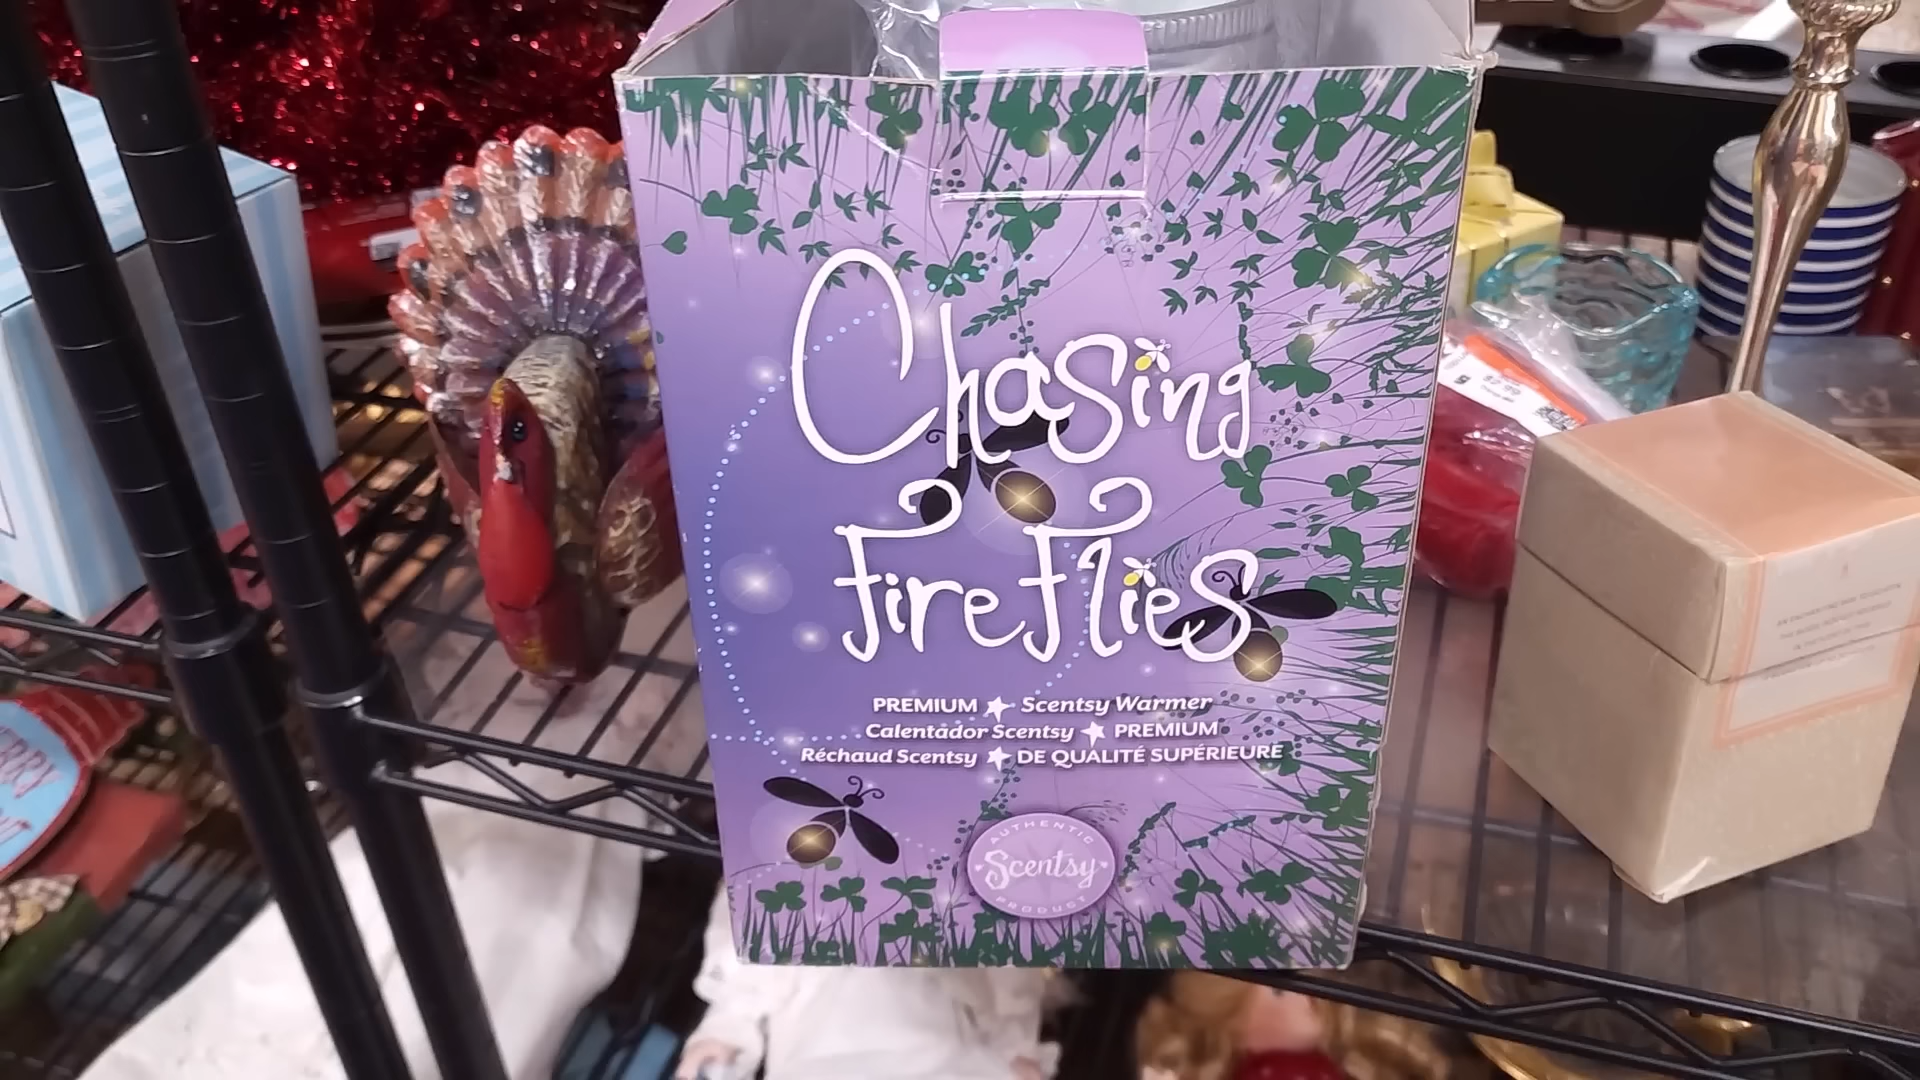 Chasing
FireFlies
PREMIUM Scentsy Warmer
Calentador Scentsy PREMIUM
Réchaud Scentsy DE QUALITÉ SUPÉRIEURE
AUTHENTIC
Scentsy
PRODUCT